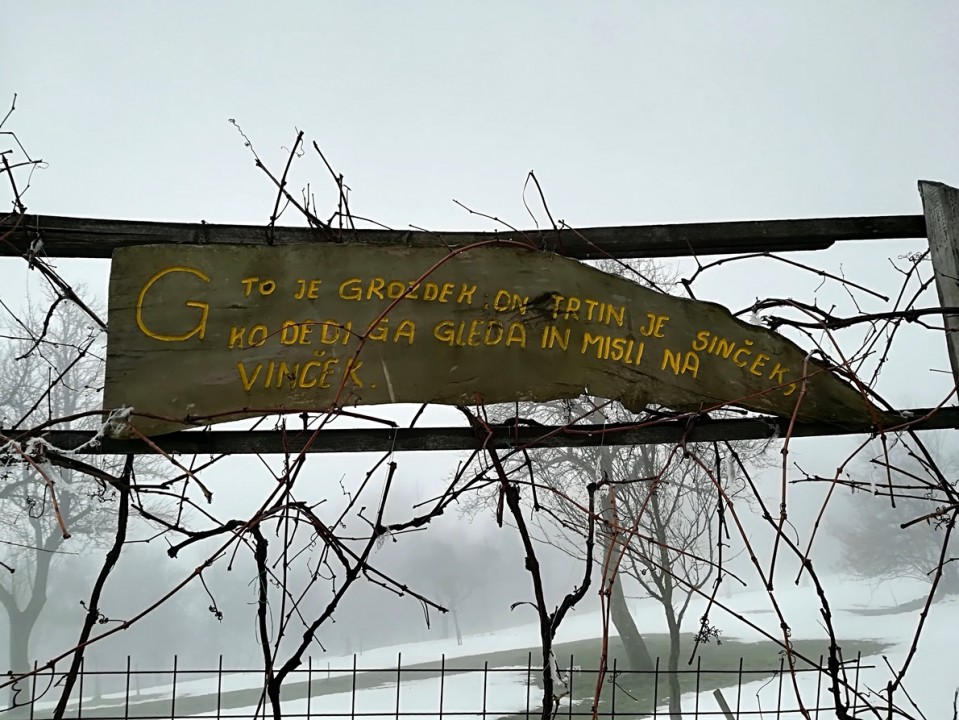 G TO JE GROZDEK, ON TRTIN JE SINČEK,
KO DEDI GA GLEDA IN MISLI NA
VINČEK.